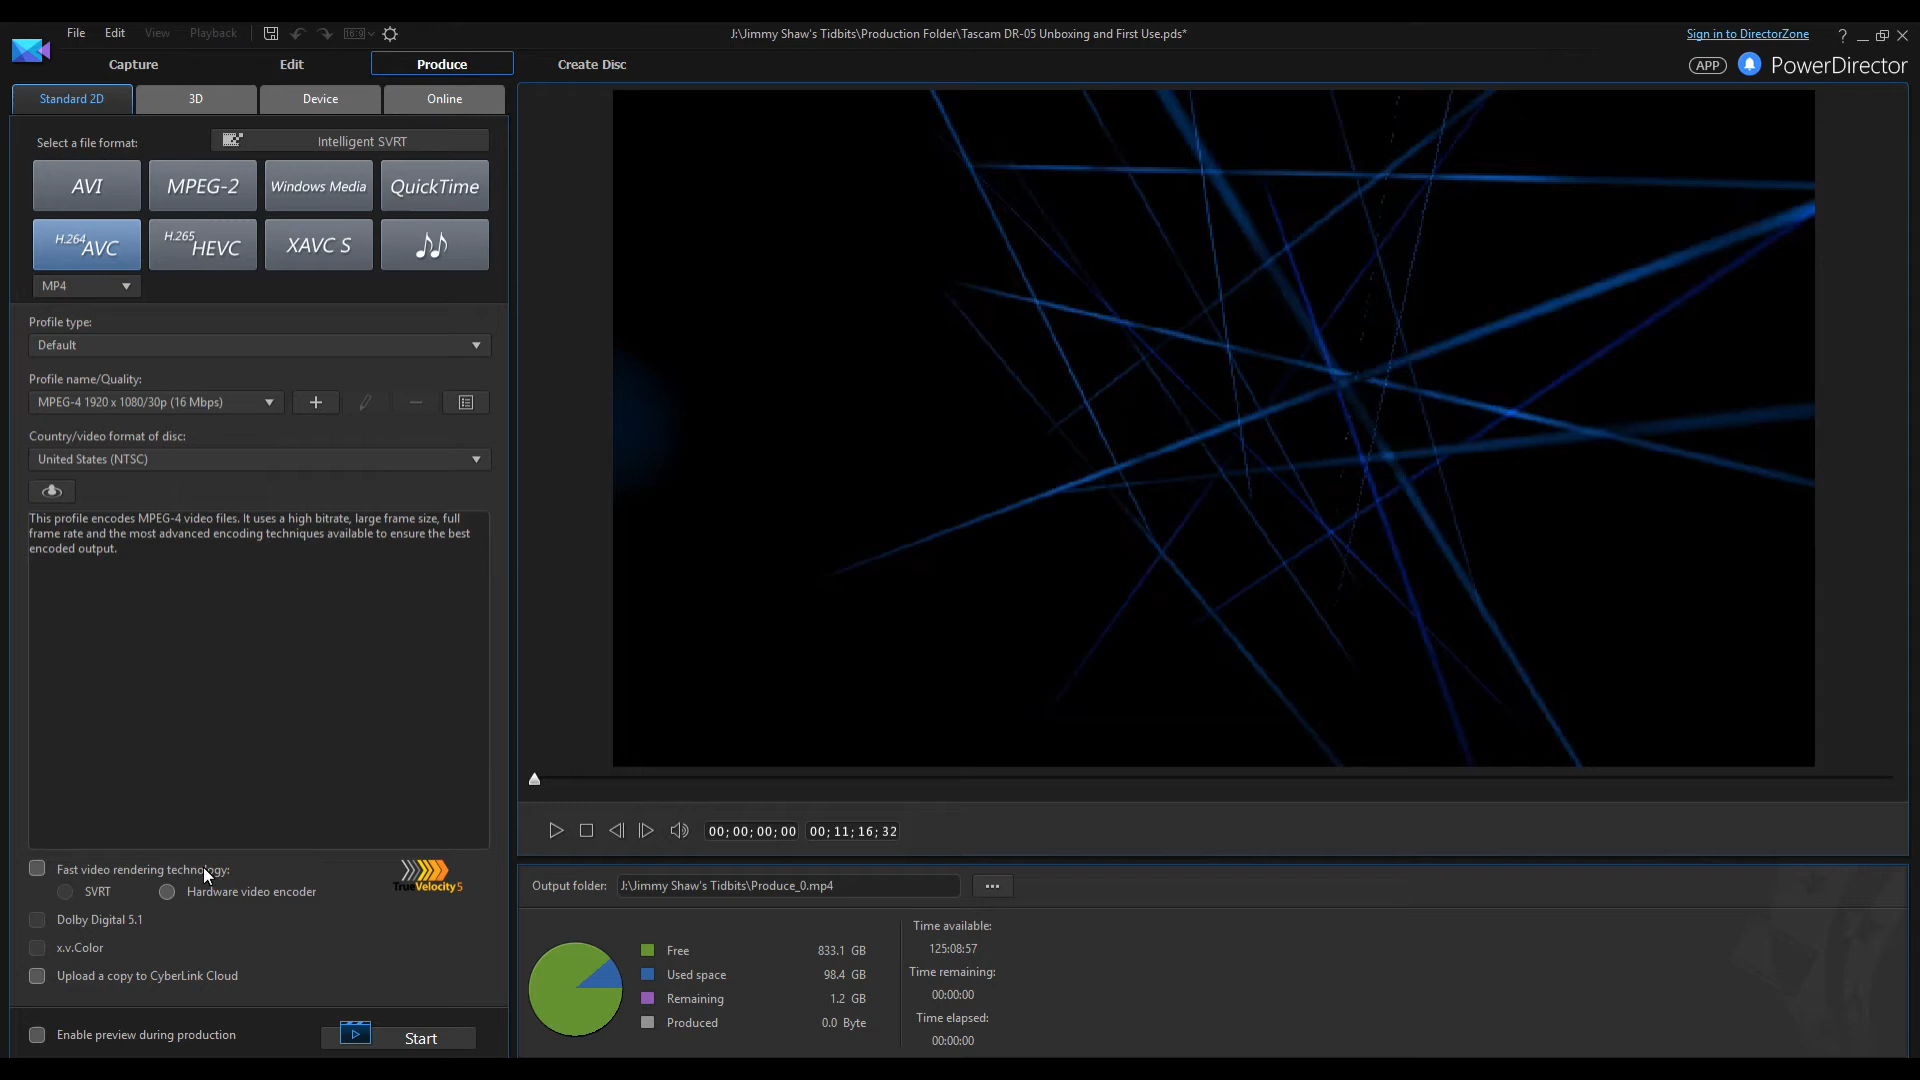 File Edit View Playback 16:9
J:\Jimmy Shaw's Tidbits\Production Folder\Tascam DR-05 Unboxing and First Use.pds*
Sign in to DirectorZone ?
Capture Edit Produce Create Disc
APP PowerDirector
Standard 2D 3D Device Online
Select a file format: Intelligent SVRT
AVI MPEG-2 Windows Media QuickTime
H.264 AVC H.265 HEVC XAVC S
MP4
Profile type:
Default
Profile name/Quality:
MPEG-4 1920 x 1080/30p (16 Mbps)
Country/video format of disc:
United States (NTSC)
This profile encodes MPEG-4 video files. It uses a high bitrate, large frame size, full
frame rate and the most advanced encoding techniques available to ensure the best
encoded output.
Fast video rendering technology:
SVRT Hardware video encoder
TrueVelocity 5
Dolby Digital 5.1
x.v.Color
Upload a copy to CyberLink Cloud
Enable preview during production
Start
00;00;00;00 00;11;16;32
Output folder: J:\Jimmy Shaw's Tidbits\Produce_0.mp4 ...
Free 833.1 GB
Used space 98.4 GB
Remaining 1.2 GB
Produced 0.0 Byte
Time available:
125:08:57
Time remaining:
00:00:00
Time elapsed:
00:00:00